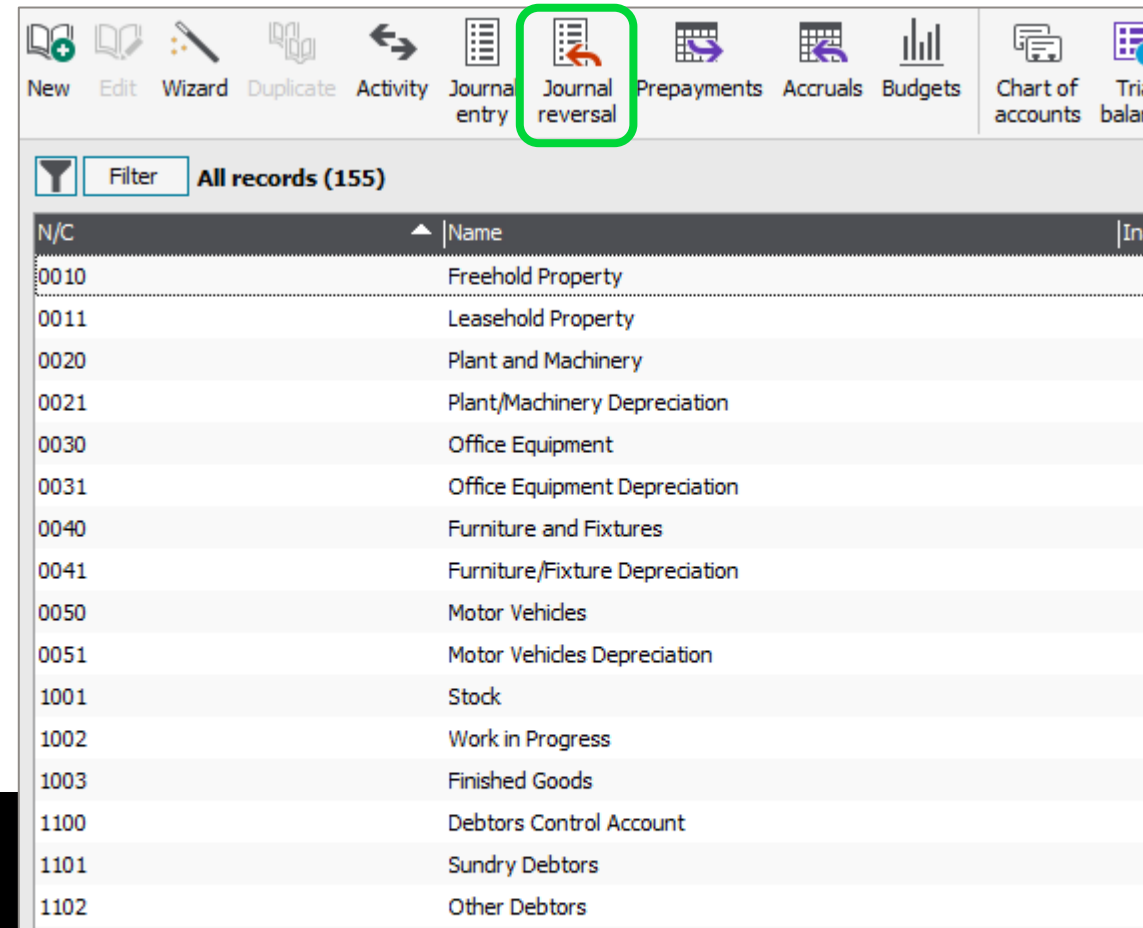 New Edit Wizard Duplicate Activity Journal entry Journal reversal Prepayments Accruals Budgets Chart of accounts
Filter All records (155)
N/C Name
0010 Freehold Property
0011 Leasehold Property
0020 Plant and Machinery
0021 Plant/Machinery Depreciation
0030 Office Equipment
0031 Office Equipment Depreciation
0040 Furniture and Fixtures
0041 Furniture/Fixture Depreciation
0050 Motor Vehicles
0051 Motor Vehicles Depreciation
1001 Stock
1002 Work in Progress
1003 Finished Goods
1100 Debtors Control Account
1101 Sundry Debtors
1102 Other Debtors